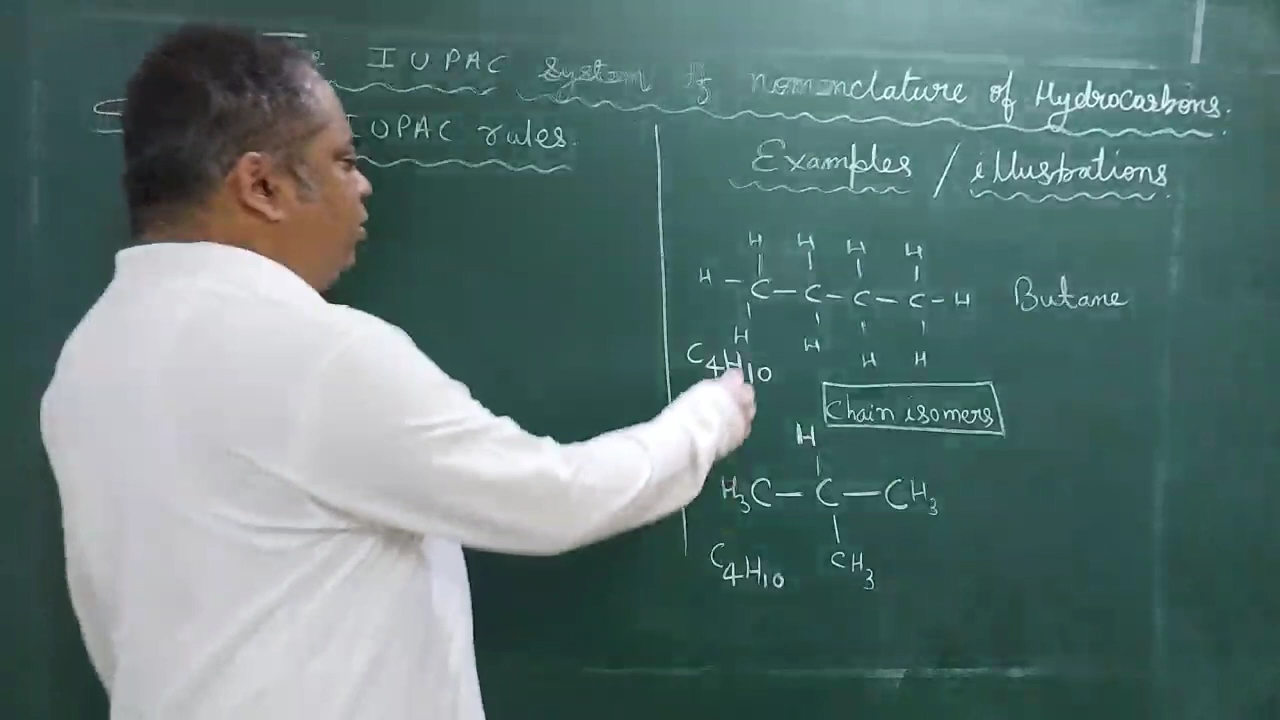 IUPAC system of nomenclature of Hydrocarbons.
IUPAC rules.
Examples / illustrations
H H H H
H - C - C - C - C - H Butane
H H H H
C4H10
Chain isomers
H
H3C - C - CH3
C4H10 CH3